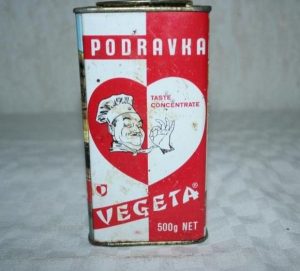 PODRAVKA
TASTE
CONCENTRATE
VEGETA®
500g NET